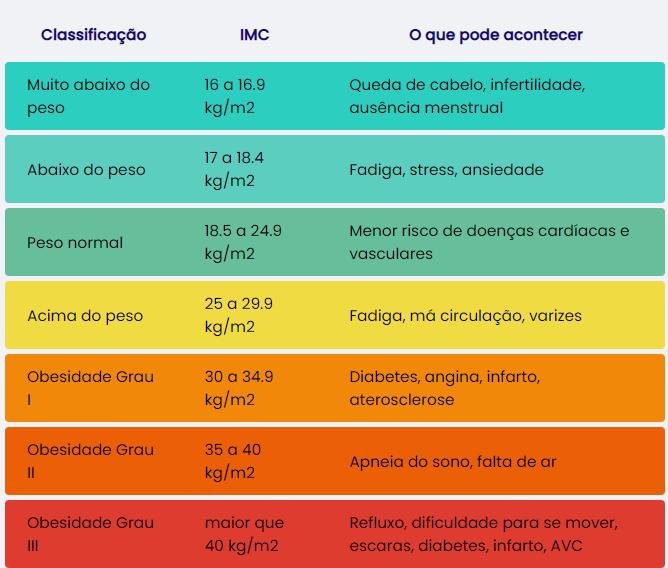 Classificação IMC O que pode acontecer
Muito abaixo do peso 16 a 16.9 kg/m2 Queda de cabelo, infertilidade, ausência menstrual
Abaixo do peso 17 a 18.4 kg/m2 Fadiga, stress, ansiedade
Peso normal 18.5 a 24.9 kg/m2 Menor risco de doenças cardíacas e vasculares
Acima do peso 25 a 29.9 kg/m2 Fadiga, má circulação, varizes
Obesidade Grau I 30 a 34.9 kg/m2 Diabetes, angina, infarto, aterosclerose
Obesidade Grau II 35 a 40 kg/m2 Apneia do sono, falta de ar
Obesidade Grau III maior que 40 kg/m2 Refluxo, dificuldade para se mover, escaras, diabetes, infarto, AVC